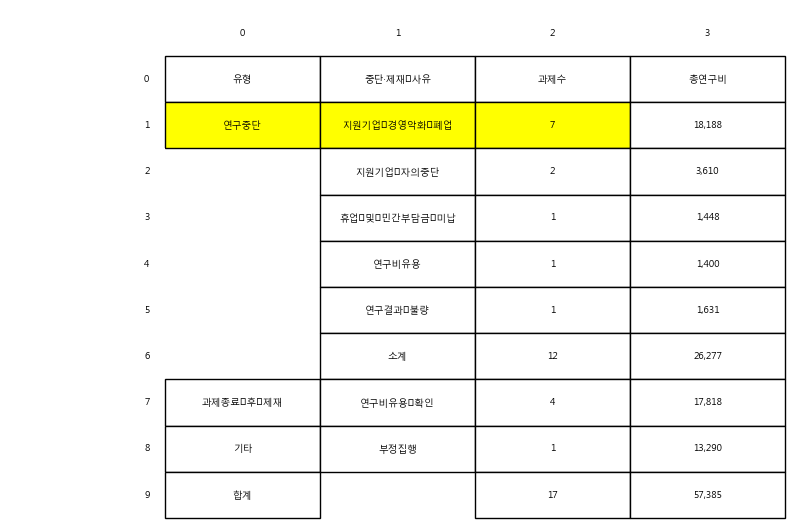 0 1 2 3
0 유형 중단·제재□사유 과제수 총연구비
1 연구중단 지원기업□경영악화□폐업 7 18,188
2 지원기업□자의중단 2 3,610
3 휴업□및□민간부담금□미납 1 1,448
4 연구비유용 1 1,400
5 연구결과□불량 1 1,631
6 소계 12 26,277
7 과제종료□후□제재 연구비유용□확인 4 17,818
8 기타 부정집행 1 13,290
9 합계 17 57,385